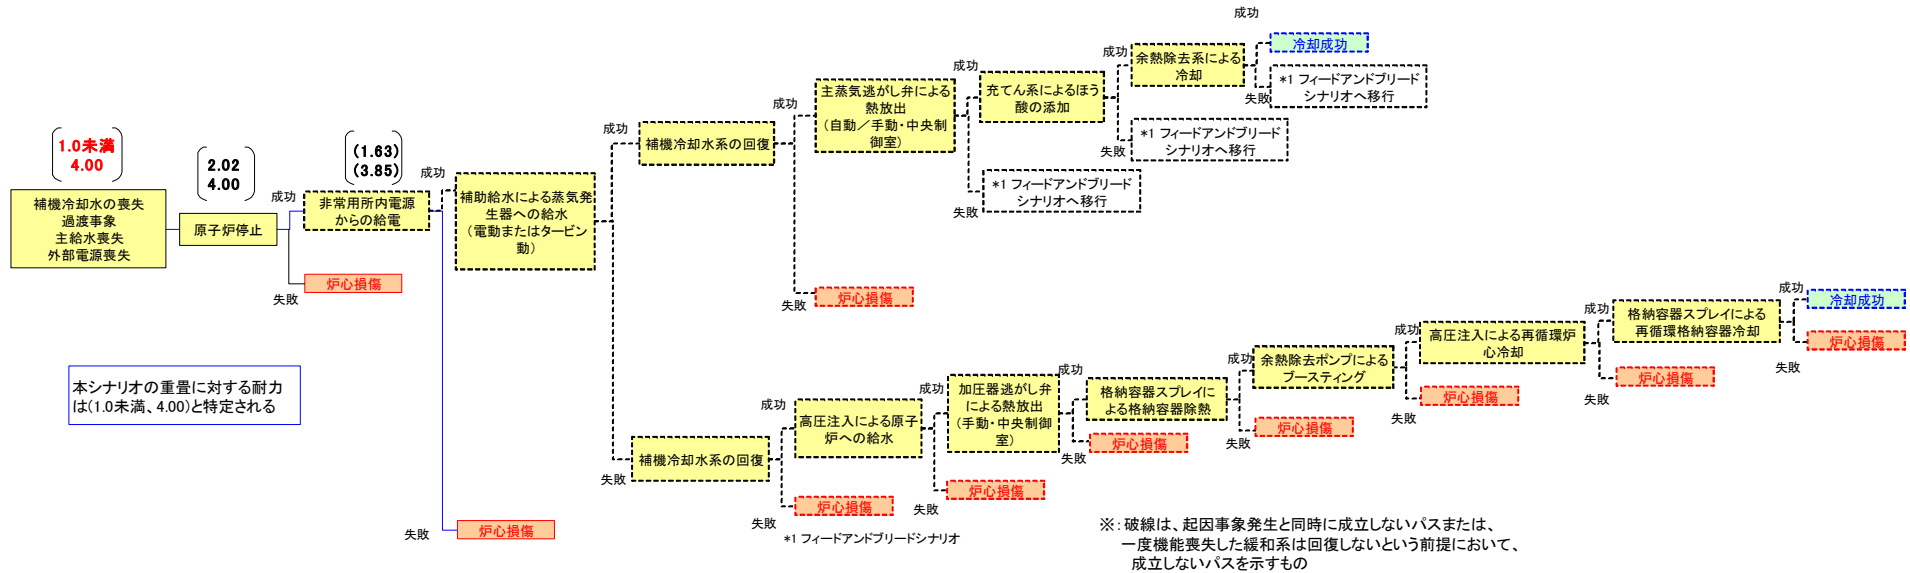 1.0未満
4.00
補機冷却水の喪失
過渡事象
主給水喪失
外部電源喪失
2.02
4.00
原子炉停止
成功
失敗
(1.63)
(3.85)
非常用所内電源
からの給電
炉心損傷
成功
失敗
補助給水による蒸気発
生器への給水
(電動またはタービン
動)
炉心損傷
成功
失敗
補機冷却水系の回復
成功
失敗
主蒸気逃がし弁による
熱放出
(自動/手動・中央制
御室)
炉心損傷
成功
失敗
充てん系によるほう
酸の添加
*1 フィードアンドブリード
シナリオへ移行
成功
失敗
余熱除去系による
冷却
*1 フィードアンドブリード
シナリオへ移行
成功
失敗
冷却成功
*1 フィードアンドブリード
シナリオへ移行
補機冷却水系の回復
成功
失敗
高圧注入による原子
炉への給水
炉心損傷
*1 フィードアンドブリードシナリオ
成功
失敗
加圧器逃がし弁
による熱放出
(手動・中央制御
室)
炉心損傷
成功
失敗
格納容器スプレイに
よる格納容器除熱
炉心損傷
成功
失敗
余熱除去ポンプによる
ブースティング
炉心損傷
成功
失敗
高圧注入による再循環炉
心冷却
炉心損傷
成功
失敗
格納容器スプレイによる
再循環格納容器冷却
炉心損傷
成功
失敗
冷却成功
炉心損傷
本シナリオの重畳に対する耐力
は(1.0未満、4.00)と特定される
※:破線は、起因事象発生と同時に成立しないパスまたは、
一度機能喪失した緩和系は回復しないという前提において、
成立しないパスを示すもの